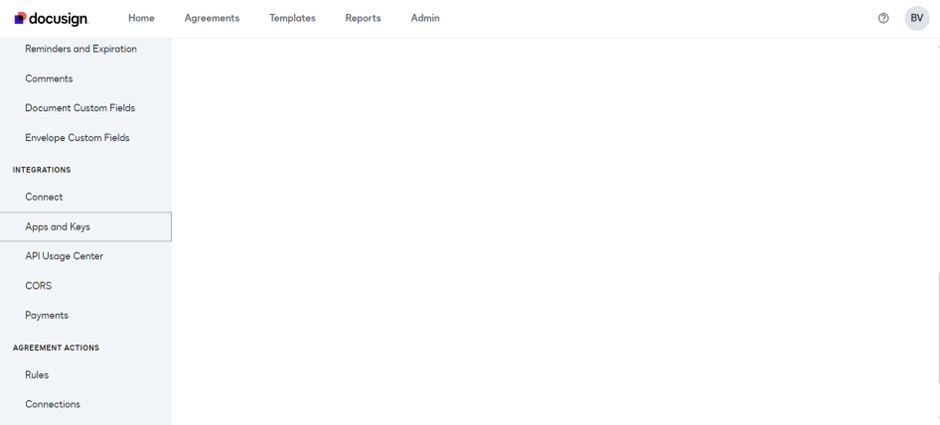 docusign
Home Agreements Templates Reports Admin
BV
Reminders and Expiration
Comments
Document Custom Fields
Envelope Custom Fields
INTEGRATIONS
Connect
Apps and Keys
API Usage Center
CORS
Payments
AGREEMENT ACTIONS
Rules
Connections